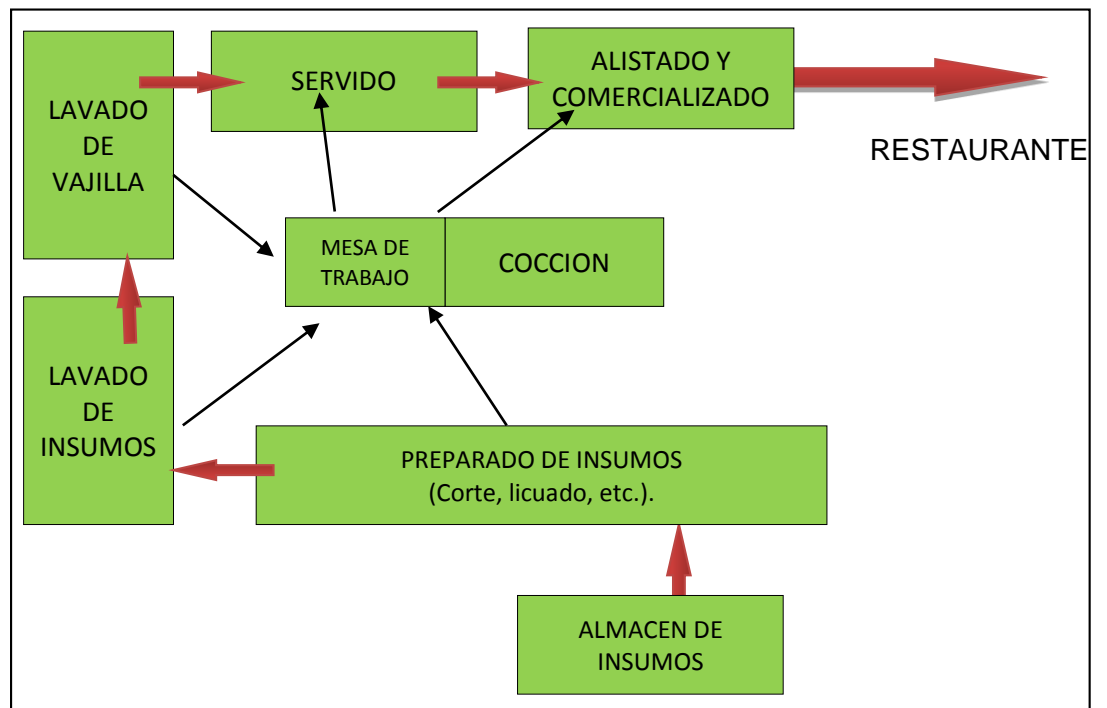 LAVADO
DE
VAJILLA
SERVIDO
ALISTADO Y
COMERCIALIZADO
RESTAURANTE
MESA DE
TRABAJO
COCCION
LAVADO
DE
INSUMOS
PREPARADO DE INSUMOS
(Corte, licuado, etc.).
ALMACEN DE
INSUMOS